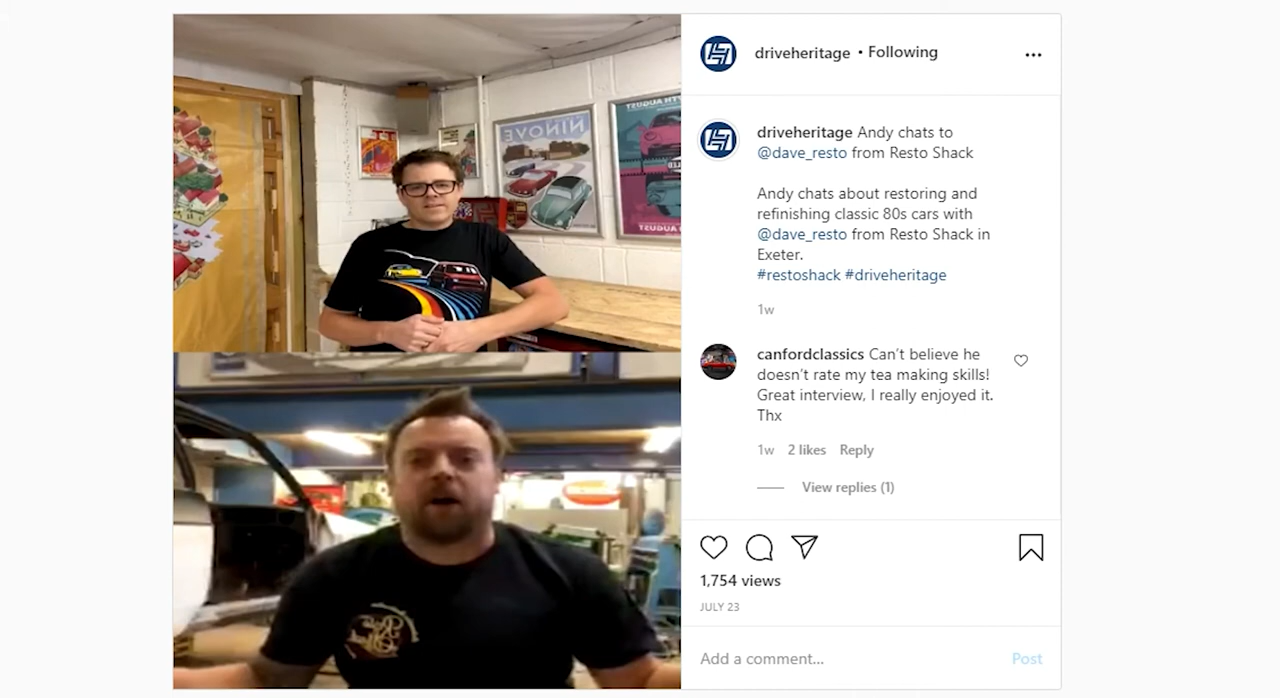 driveheritage • Following
driveheritage Andy chats to
@dave_resto from Resto Shack
Andy chats about restoring and
refinishing classic 80s cars with
@dave_resto from Resto Shack in
Exeter.
#restoshack #driveheritage
1w
canfordclassics Can't believe he
doesn't rate my tea making skills!
Great interview, I really enjoyed it.
Thx
1w 2 likes Reply
View replies (1)
1,754 views
JULY 23
Add a comment... Post
NINOVE
AUGUST